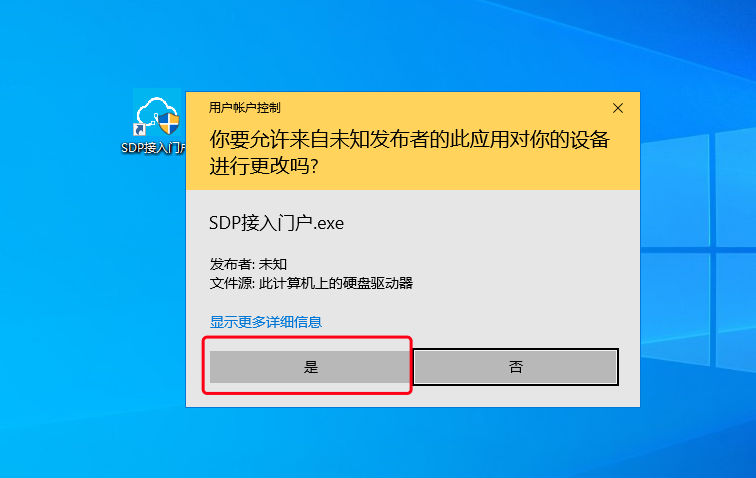 用户帐户控制
你要允许来自未知发布者的此应用对你的设备
进行更改吗?
SDP接入门户
SDP接入门户.exe
发布者: 未知
文件源: 此计算机上的硬盘驱动器
显示更多详细信息
是
否